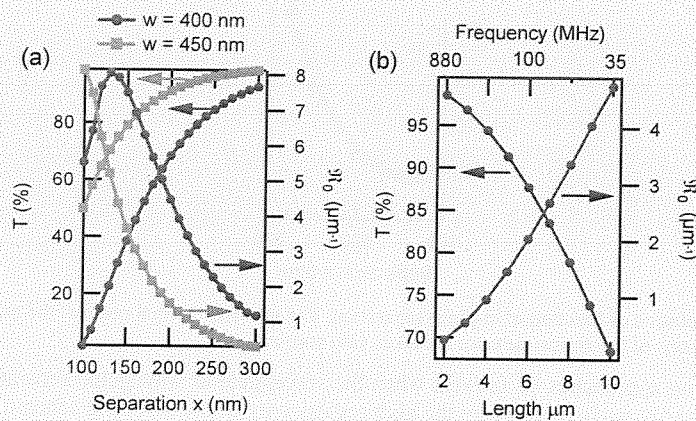 w = 400 nm
w = 450 nm
(a)
T (%)
80
60
40
20
8
7
6
5
4
3
2
1
ℜ₀ (μm⁻¹)
100 150 200 250 300
Separation x (nm)
(b)
Frequency (MHz)
880 100 35
T (%)
95
90
85
80
75
70
4
3
2
1
ℜ₀ (μm⁻¹)
2 4 6 8 10
Length μm